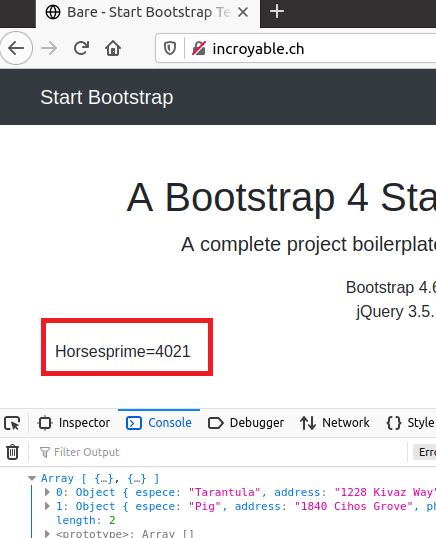 Bare - Start Bootstrap Te
incroyable.ch
Start Bootstrap
A Bootstrap 4 Sta
A complete project boilerplate
Bootstrap 4.6
jQuery 3.5.
Horsesprime=4021
Inspector Console Debugger Network Style
Filter Output Erro
Array [ {…}, {…} ]
0: Object { espece: "Tarantula", address: "1228 Kivaz Way"
1: Object { espece: "Pig", address: "1840 Cihos Grove", ph
length: 2
<prototype>: Array []